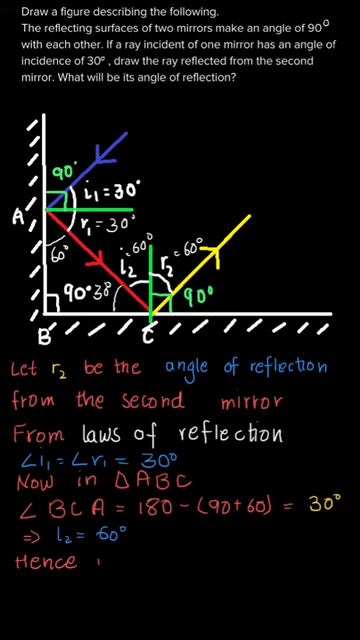 Draw a figure describing the following.
The reflecting surfaces of two mirrors make an angle of 90°
with each other. If a ray incident of one mirror has an angle
of incidence of 30°, draw the ray reflected from the second
mirror. What will be its angle of reflection?
90°
i₁ = 30°
A
r₁ = 30°
60°
i₂ = 60°
r₂ = 60°
90° 30°
90°
B
C
Let r₂ be the angle of reflection
from the second mirror
From laws of reflection
∠i₁ = ∠r₁ = 30°
Now in △ABC
∠BCA = 180 - (90+60) = 30°
⇒ i₂ = 60°
Hence